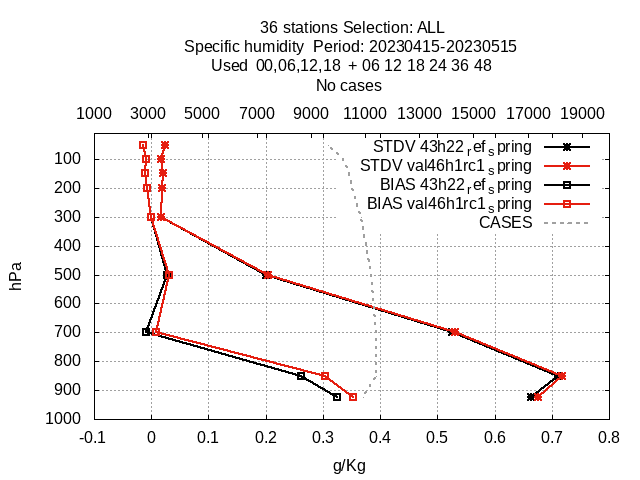 36 stations Selection: ALL
Specific humidity  Period: 20230415-20230515
Used  00,06,12,18  + 06 12 18 24 36 48
No cases
1000 3000 5000 7000 9000 11000 13000 15000 17000 19000
STDV 43h22_ref_spring
STDV val46h1rc1_spring
BIAS 43h22_ref_spring
BIAS val46h1rc1_spring
CASES
100
200
300
400
500
600
700
800
900
1000
hPa
-0.1 0 0.1 0.2 0.3 0.4 0.5 0.6 0.7 0.8
g/Kg